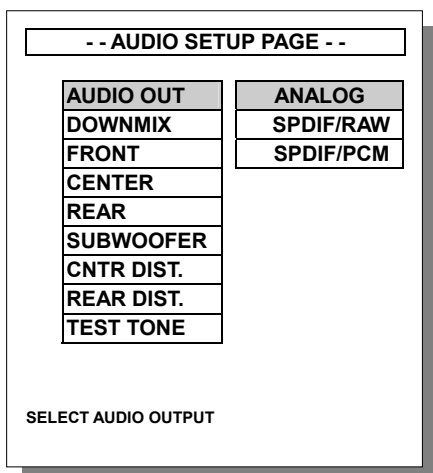 - - AUDIO SETUP PAGE - -
AUDIO OUT ANALOG
DOWNMIX SPDIF/RAW
FRONT SPDIF/PCM
CENTER
REAR
SUBWOOFER
CNTR DIST.
REAR DIST.
TEST TONE
SELECT AUDIO OUTPUT